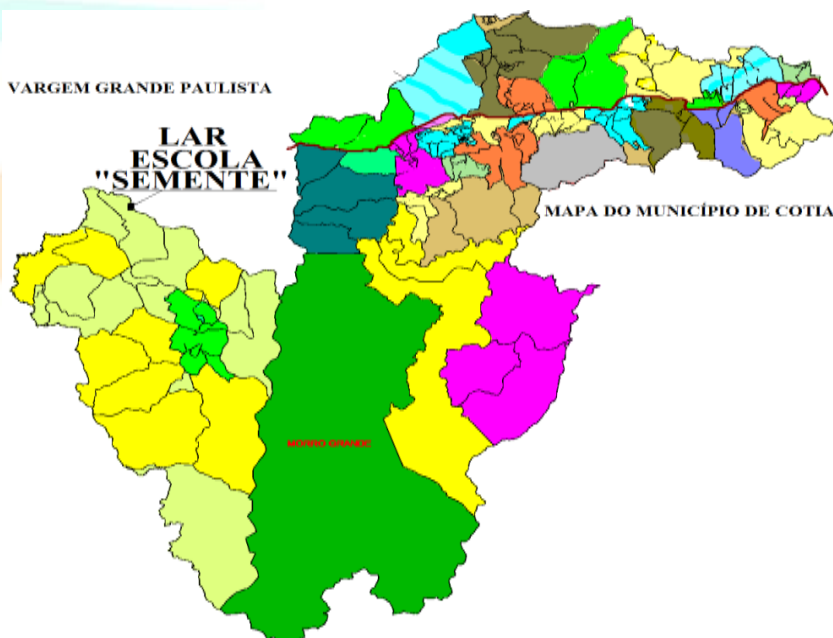 VARGEM GRANDE PAULISTA
LAR
ESCOLA
"SEMENTE"
MAPA DO MUNICÍPIO DE COTIA
MORRO GRANDE